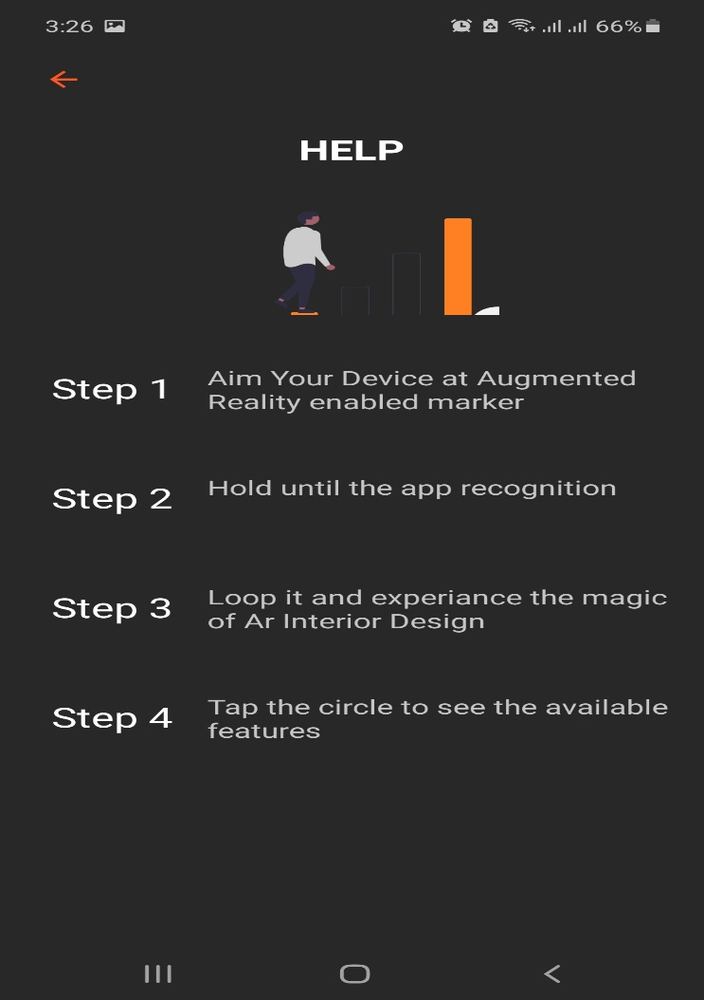 3:26 66%
HELP
Step 1 Aim Your Device at Augmented
Reality enabled marker
Step 2 Hold until the app recognition
Step 3 Loop it and experiance the magic
of Ar Interior Design
Step 4 Tap the circle to see the available
features